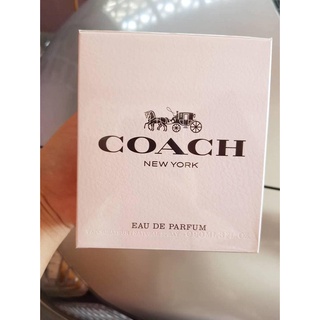 COACH
NEW YORK
EAU DE PARFUM